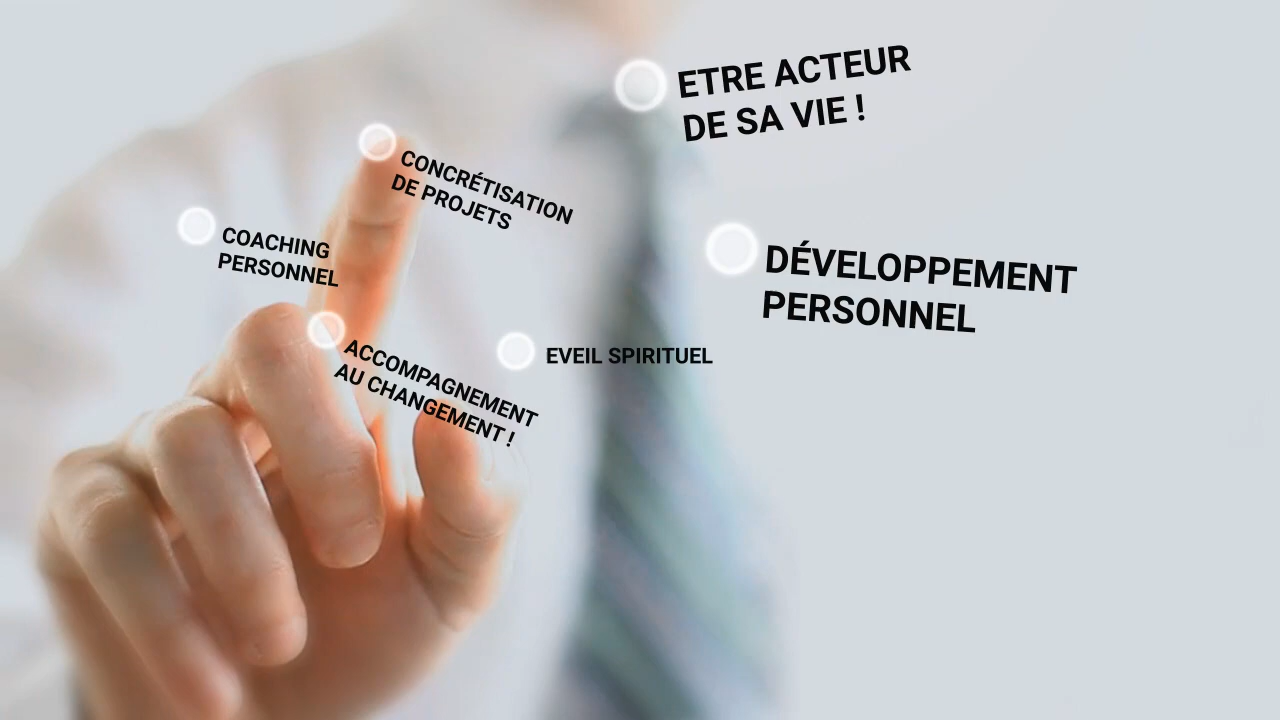 ETRE ACTEUR
DE SA VIE !
CONCRÉTISATION
DE PROJETS
COACHING
PERSONNEL
DÉVELOPPEMENT
PERSONNEL
ACCOMPAGNEMENT
AU CHANGEMENT !
EVEIL SPIRITUEL